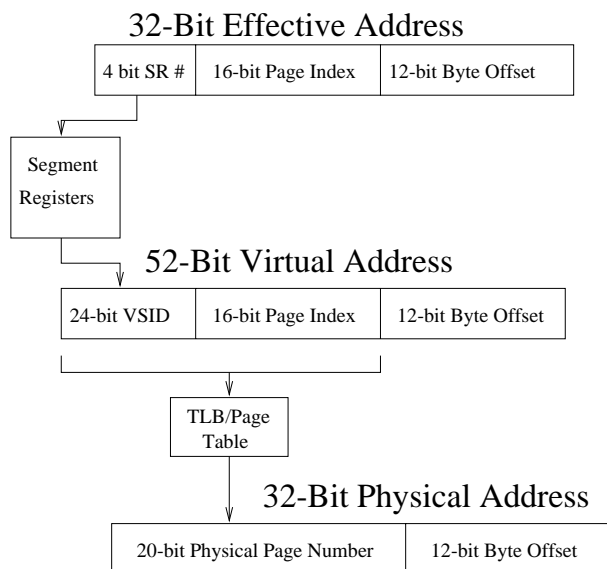 32-Bit Effective Address
4 bit SR # 16-bit Page Index 12-bit Byte Offset
Segment
Registers
52-Bit Virtual Address
24-bit VSID 16-bit Page Index 12-bit Byte Offset
TLB/Page
Table
32-Bit Physical Address
20-bit Physical Page Number 12-bit Byte Offset